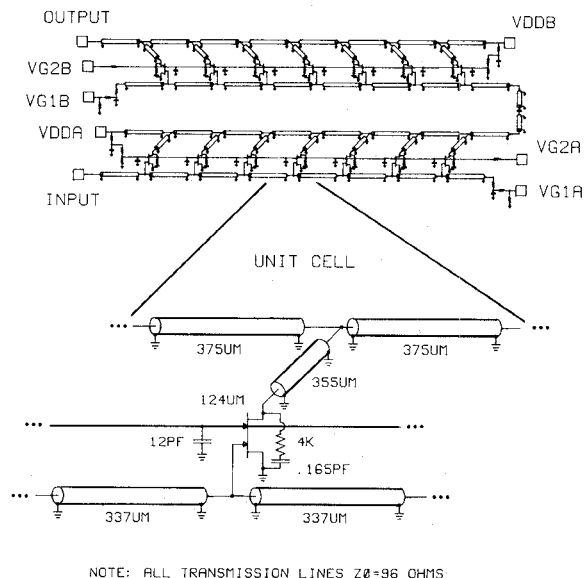 OUTPUT
VDDB
VG2B
VG1B
VDDA
VG2A
INPUT
VG1A
UNIT CELL
...
...
375UM
375UM
355UM
124UM
...
...
12PF
4K
.165PF
...
...
337UM
337UM
NOTE: ALL TRANSMISSION LINES Z0=96 OHMS